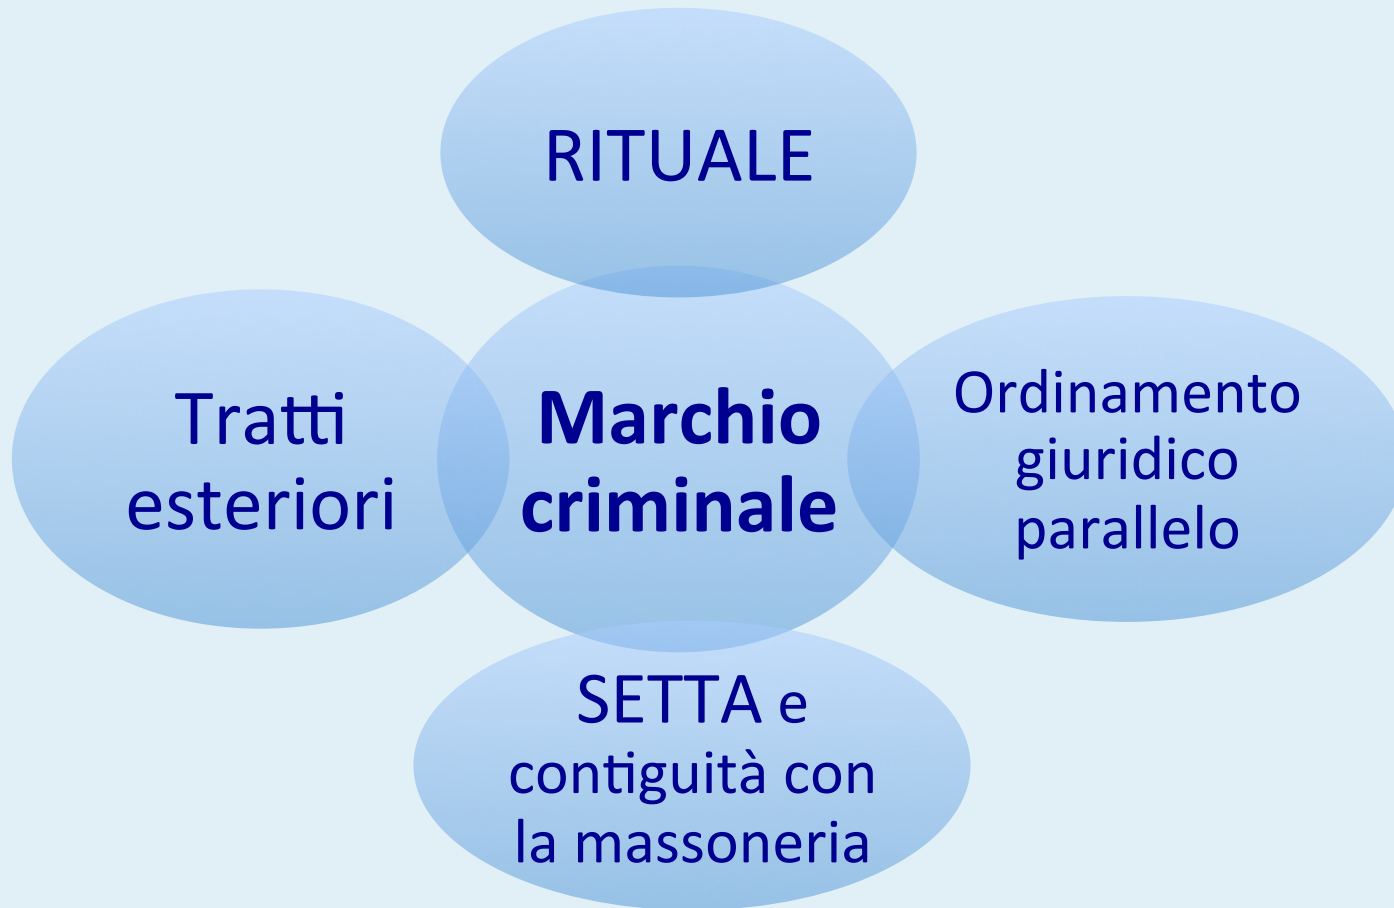 RITUALE
Tratti
esteriori
Marchio
criminale
Ordinamento
giuridico
parallelo
SETTA e
contiguità con
la massoneria